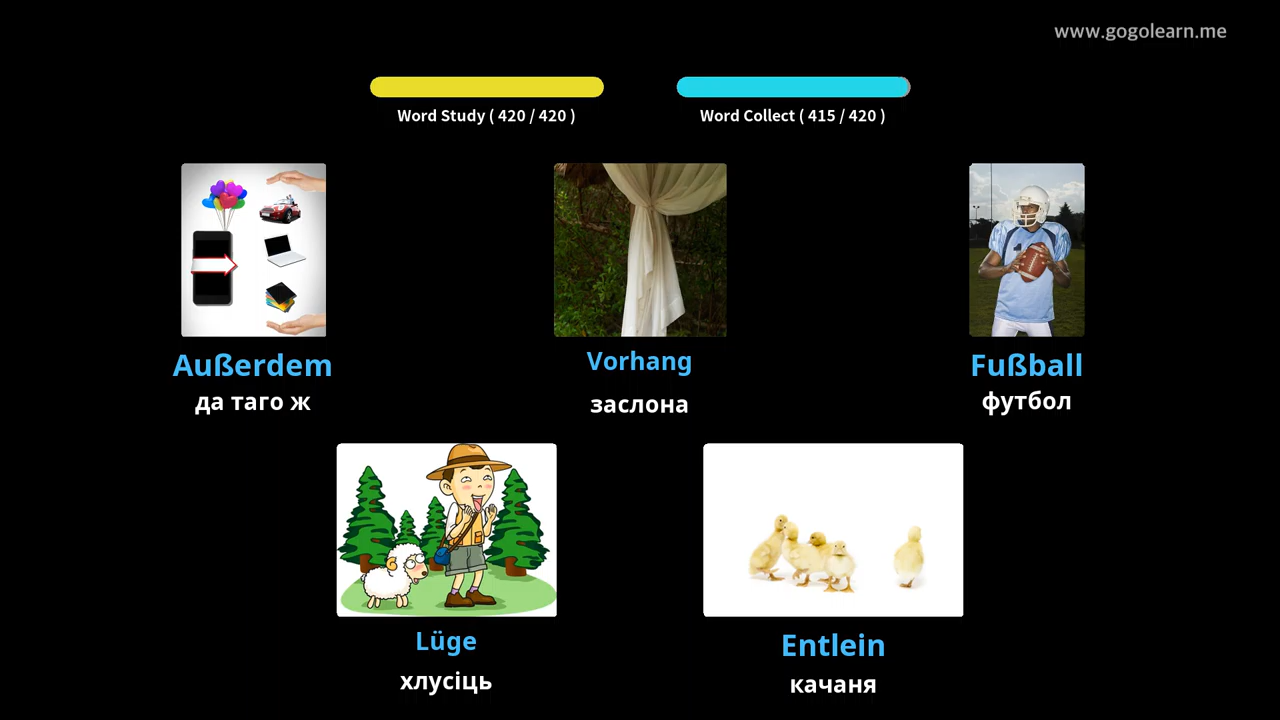 www.gogolearn.me
Word Study ( 420 / 420 )
Word Collect ( 415 / 420 )
Außerdem
да таго ж
Vorhang
заслона
Fußball
футбол
Lüge
хлусіць
Entlein
качаня